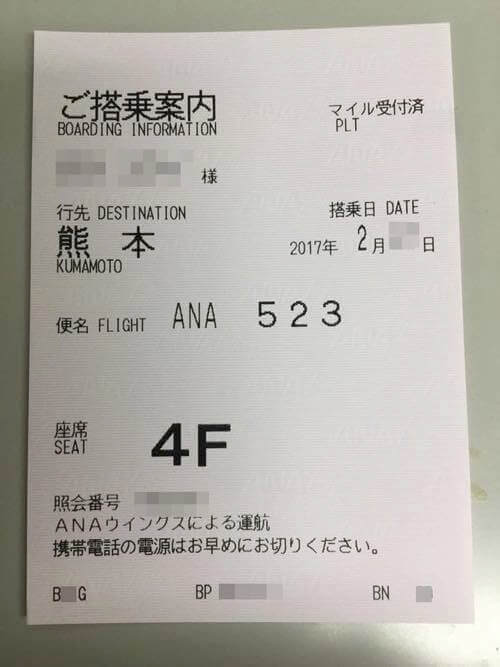 ご搭乗案内
BOARDING INFORMATION
マイル受付済
PLT
様
行先 DESTINATION
搭乗日 DATE
熊 本
KUMAMOTO
2017年 2月 日
便名 FLIGHT ANA 523
座席
SEAT
4F
照会番号
ANAウイングスによる運航
携帯電話の電源はお早めにお切りください。
B G BP BN